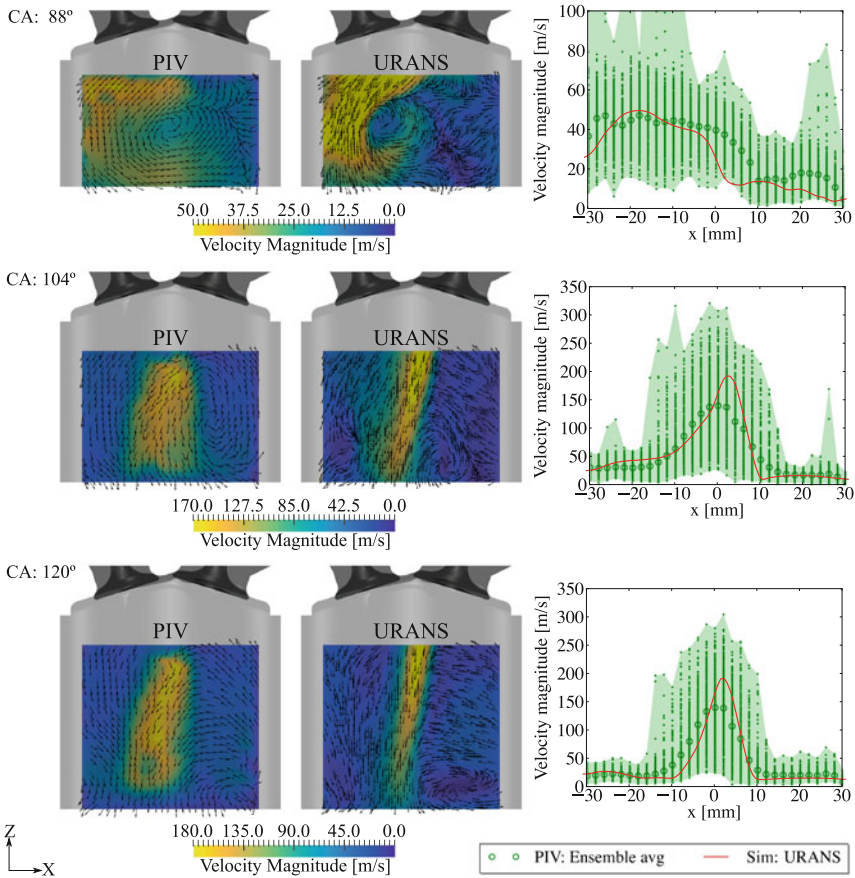 CA: 88º
PIV
URANS
50.0 37.5 25.0 12.5 0.0
Velocity Magnitude [m/s]
Velocity magnitude [m/s]
100
80
60
40
20
0
−30 −20 −10 0 10 20 30
x [mm]
CA: 104º
PIV
URANS
170.0 127.5 85.0 42.5 0.0
Velocity Magnitude [m/s]
Velocity magnitude [m/s]
350
300
250
200
150
100
50
0
−30 −20 −10 0 10 20 30
x [mm]
CA: 120º
PIV
URANS
180.0 135.0 90.0 45.0 0.0
Velocity Magnitude [m/s]
Velocity magnitude [m/s]
350
300
250
200
150
100
50
0
−30 −20 −10 0 10 20 30
x [mm]
Z
X
PIV: Ensemble avg
Sim: URANS